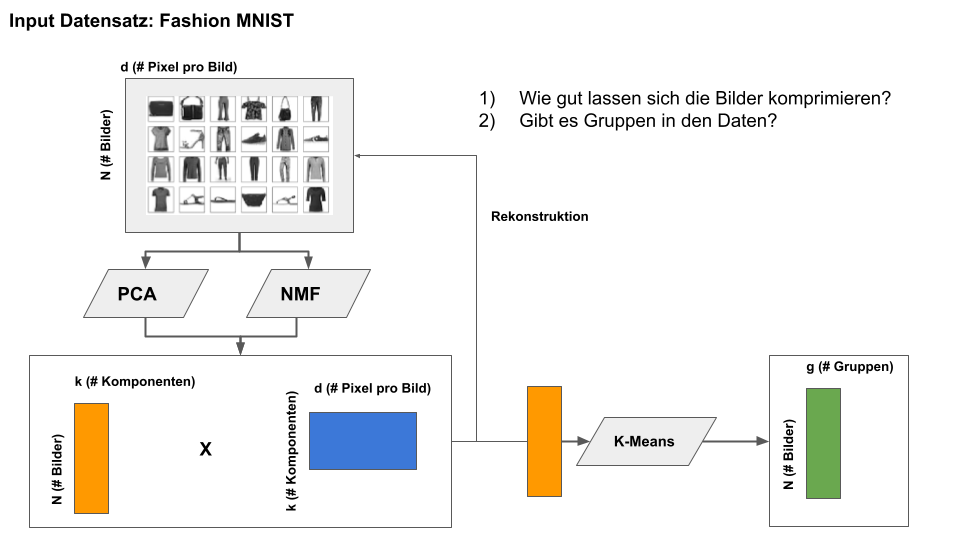 Input Datensatz: Fashion MNIST
d (# Pixel pro Bild)
N (# Bilder)
1) Wie gut lassen sich die Bilder komprimieren?
2) Gibt es Gruppen in den Daten?
Rekonstruktion
PCA
NMF
k (# Komponenten)
N (# Bilder)
X
d (# Pixel pro Bild)
k (# Komponenten)
K-Means
g (# Gruppen)
N (# Bilder)